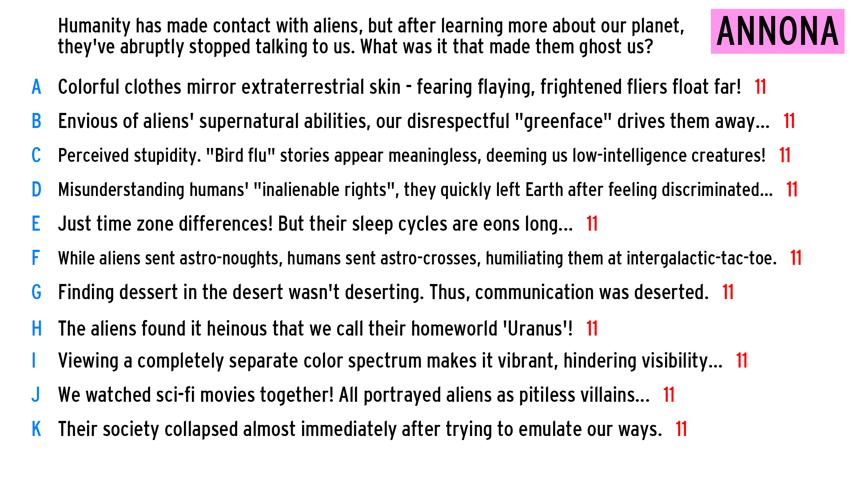 Humanity has made contact with aliens, but after learning more about our planet,
they've abruptly stopped talking to us. What was it that made them ghost us?
ANNONA
A Colorful clothes mirror extraterrestrial skin - fearing flaying, frightened fliers float far! 11
B Envious of aliens' supernatural abilities, our disrespectful "greenface" drives them away... 11
C Perceived stupidity. "Bird flu" stories appear meaningless, deeming us low-intelligence creatures! 11
D Misunderstanding humans' "inalienable rights", they quickly left Earth after feeling discriminated... 11
E Just time zone differences! But their sleep cycles are eons long... 11
F While aliens sent astro-noughts, humans sent astro-crosses, humiliating them at intergalactic-tac-toe. 11
G Finding dessert in the desert wasn't deserting. Thus, communication was deserted. 11
H The aliens found it heinous that we call their homeworld 'Uranus'! 11
I Viewing a completely separate color spectrum makes it vibrant, hindering visibility... 11
J We watched sci-fi movies together! All portrayed aliens as pitiless villains... 11
K Their society collapsed almost immediately after trying to emulate our ways. 11